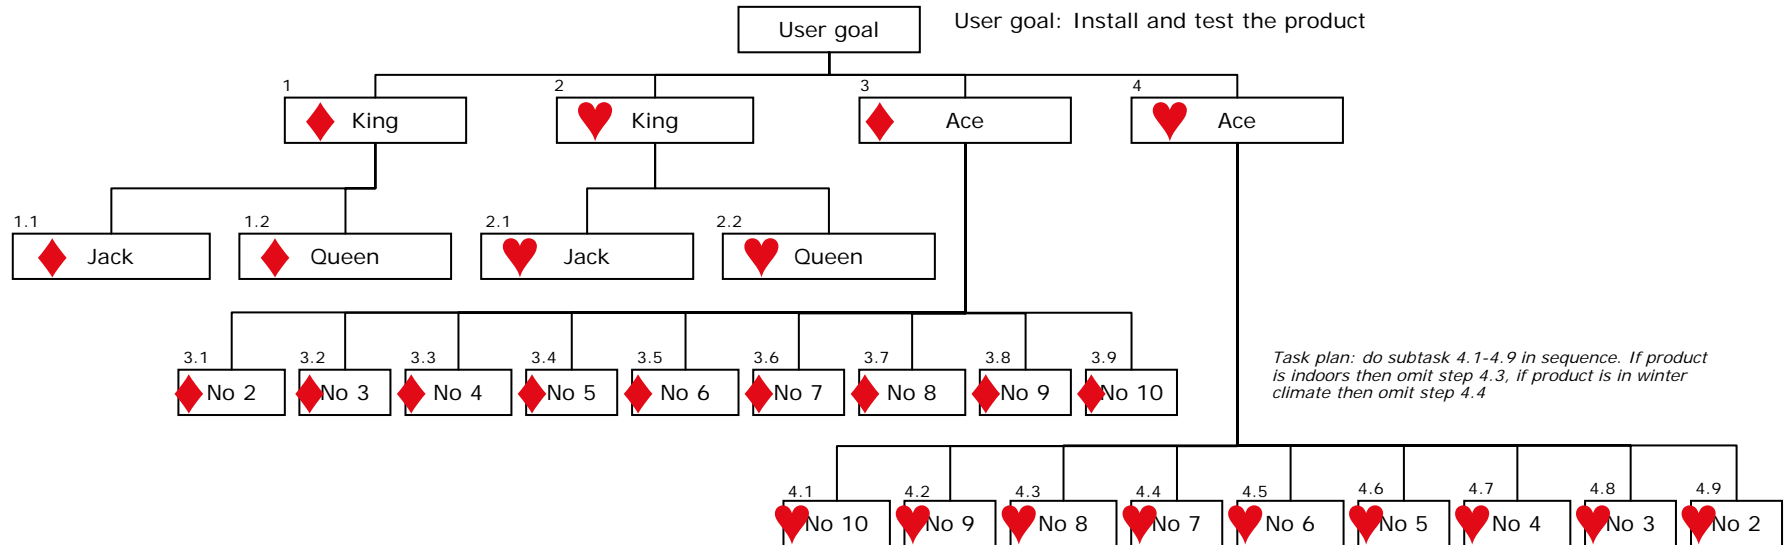 User goal
User goal: Install and test the product
1
2
3
4
King
King
Ace
Ace
1.1
1.2
2.1
2.2
Jack
Queen
Jack
Queen
3.1
3.2
3.3
3.4
3.5
3.6
3.7
3.8
3.9
No 2
No 3
No 4
No 5
No 6
No 7
No 8
No 9
No 10
Task plan: do subtask 4.1-4.9 in sequence. If product
is indoors then omit step 4.3, if product is in winter
climate then omit step 4.4
4.1
4.2
4.3
4.4
4.5
4.6
4.7
4.8
4.9
No 10
No 9
No 8
No 7
No 6
No 5
No 4
No 3
No 2